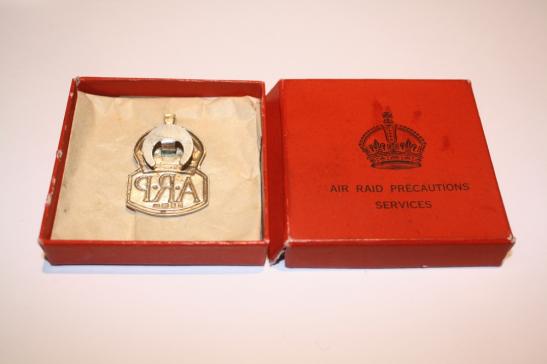 A·R·P
AIR RAID PRECAUTIONS
SERVICES